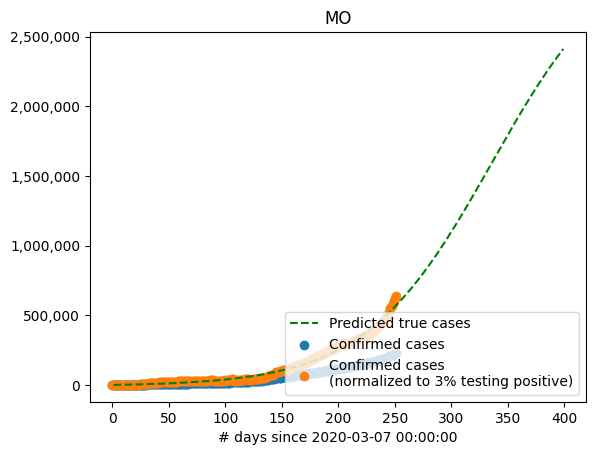 MO
2,500,000
2,000,000
1,500,000
1,000,000
500,000
0
Predicted true cases
Confirmed cases
Confirmed cases
(normalized to 3% testing positive)
0 50 100 150 200 250 300 350 400
# days since 2020-03-07 00:00:00